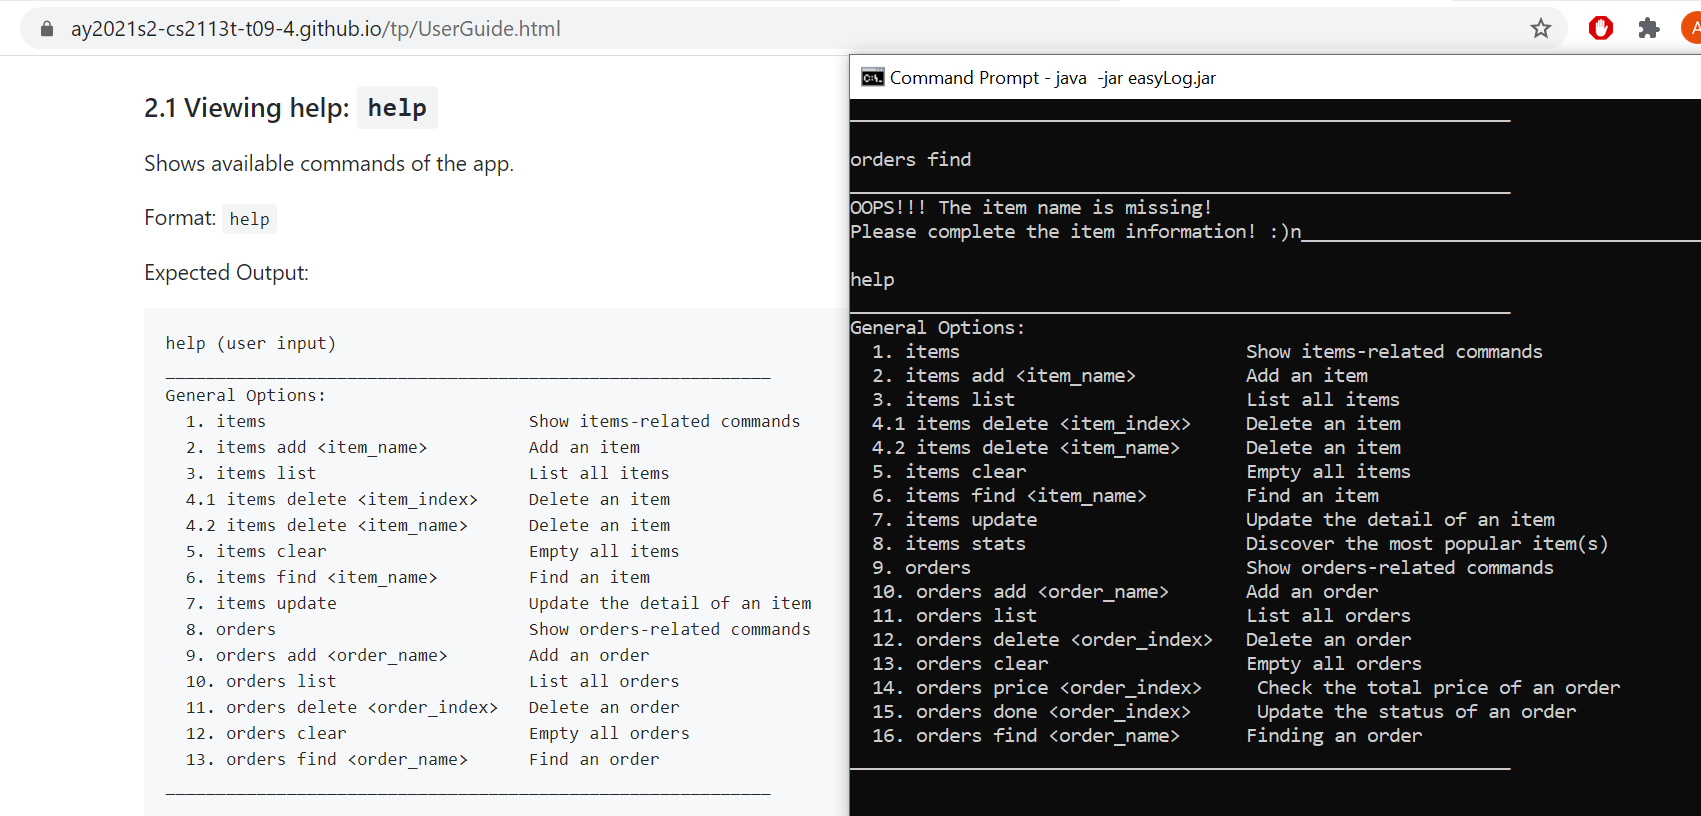 ay2021s2-cs2113t-t09-4.github.io/tp/UserGuide.html
A
2.1 Viewing help: help
Shows available commands of the app.
Format: help
Expected Output:
help (user input)
____________________________________________________________
General Options:
  1. items                          Show items-related commands
  2. items add <item_name>          Add an item
  3. items list                     List all items
  4.1 items delete <item_index>     Delete an item
  4.2 items delete <item_name>      Delete an item
  5. items clear                    Empty all items
  6. items find <item_name>         Find an item
  7. items update                   Update the detail of an item
  8. orders                         Show orders-related commands
  9. orders add <order_name>        Add an order
  10. orders list                   List all orders
  11. orders delete <order_index>   Delete an order
  12. orders clear                  Empty all orders
  13. orders find <order_name>      Find an order
____________________________________________________________
C:\.
Command Prompt - java  -jar easyLog.jar
____________________________________________________________
orders find
____________________________________________________________
OOPS!!! The item name is missing!
Please complete the item information! :)n____________________________________
help
____________________________________________________________
General Options:
  1. items                          Show items-related commands
  2. items add <item_name>          Add an item
  3. items list                     List all items
  4.1 items delete <item_index>     Delete an item
  4.2 items delete <item_name>      Delete an item
  5. items clear                    Empty all items
  6. items find <item_name>         Find an item
  7. items update                   Update the detail of an item
  8. items stats                    Discover the most popular item(s)
  9. orders                         Show orders-related commands
  10. orders add <order_name>       Add an order
  11. orders list                   List all orders
  12. orders delete <order_index>   Delete an order
  13. orders clear                  Empty all orders
  14. orders price <order_index>     Check the total price of an order
  15. orders done <order_index>      Update the status of an order
  16. orders find <order_name>      Finding an order
____________________________________________________________